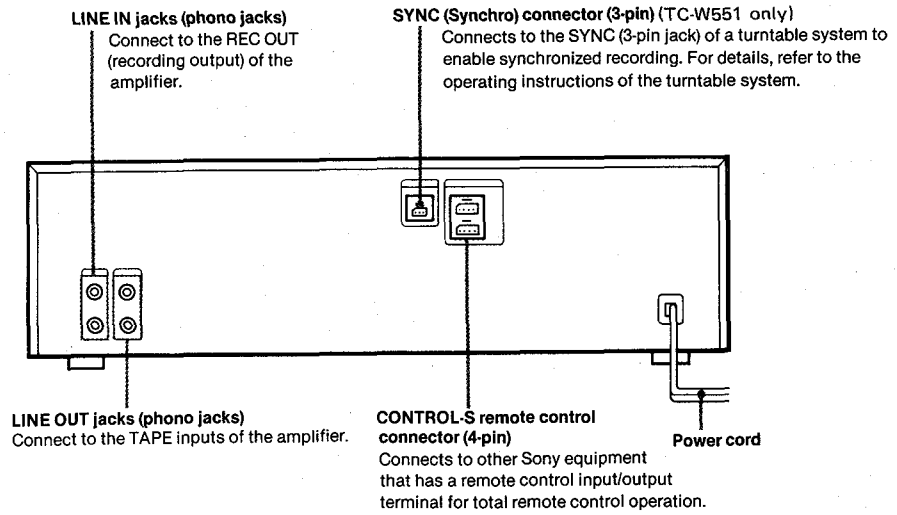 LINE IN jacks (phono jacks)
Connect to the REC OUT
(recording output) of the
amplifier.
SYNC (Synchro) connector (3-pin) (TC-W551 only)
Connects to the SYNC (3-pin jack) of a turntable system to
enable synchronized recording. For details, refer to the
operating instructions of the turntable system.
LINE OUT jacks (phono jacks)
Connect to the TAPE inputs of the amplifier.
CONTROL-S remote control
connector (4-pin)
Connects to other Sony equipment
that has a remote control input/output
terminal for total remote control operation.
Power cord